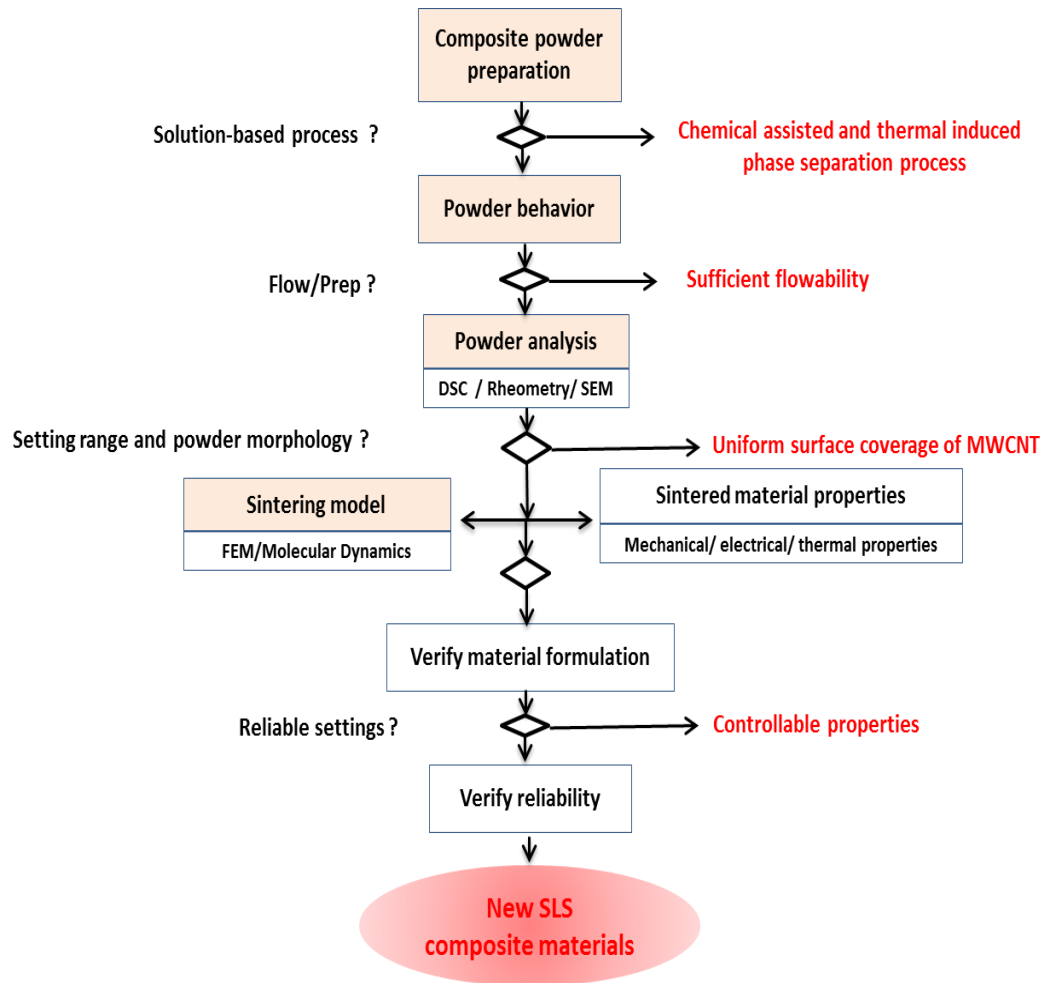 Composite powder
preparation
Solution-based process ?
Chemical assisted and thermal induced
phase separation process
Powder behavior
Flow/Prep ?
Sufficient flowability
Powder analysis
DSC / Rheometry/ SEM
Setting range and powder morphology ?
Uniform surface coverage of MWCNT
Sintering model
FEM/Molecular Dynamics
Sintered material properties
Mechanical/ electrical/ thermal properties
Verify material formulation
Reliable settings ?
Controllable properties
Verify reliability
New SLS
composite materials